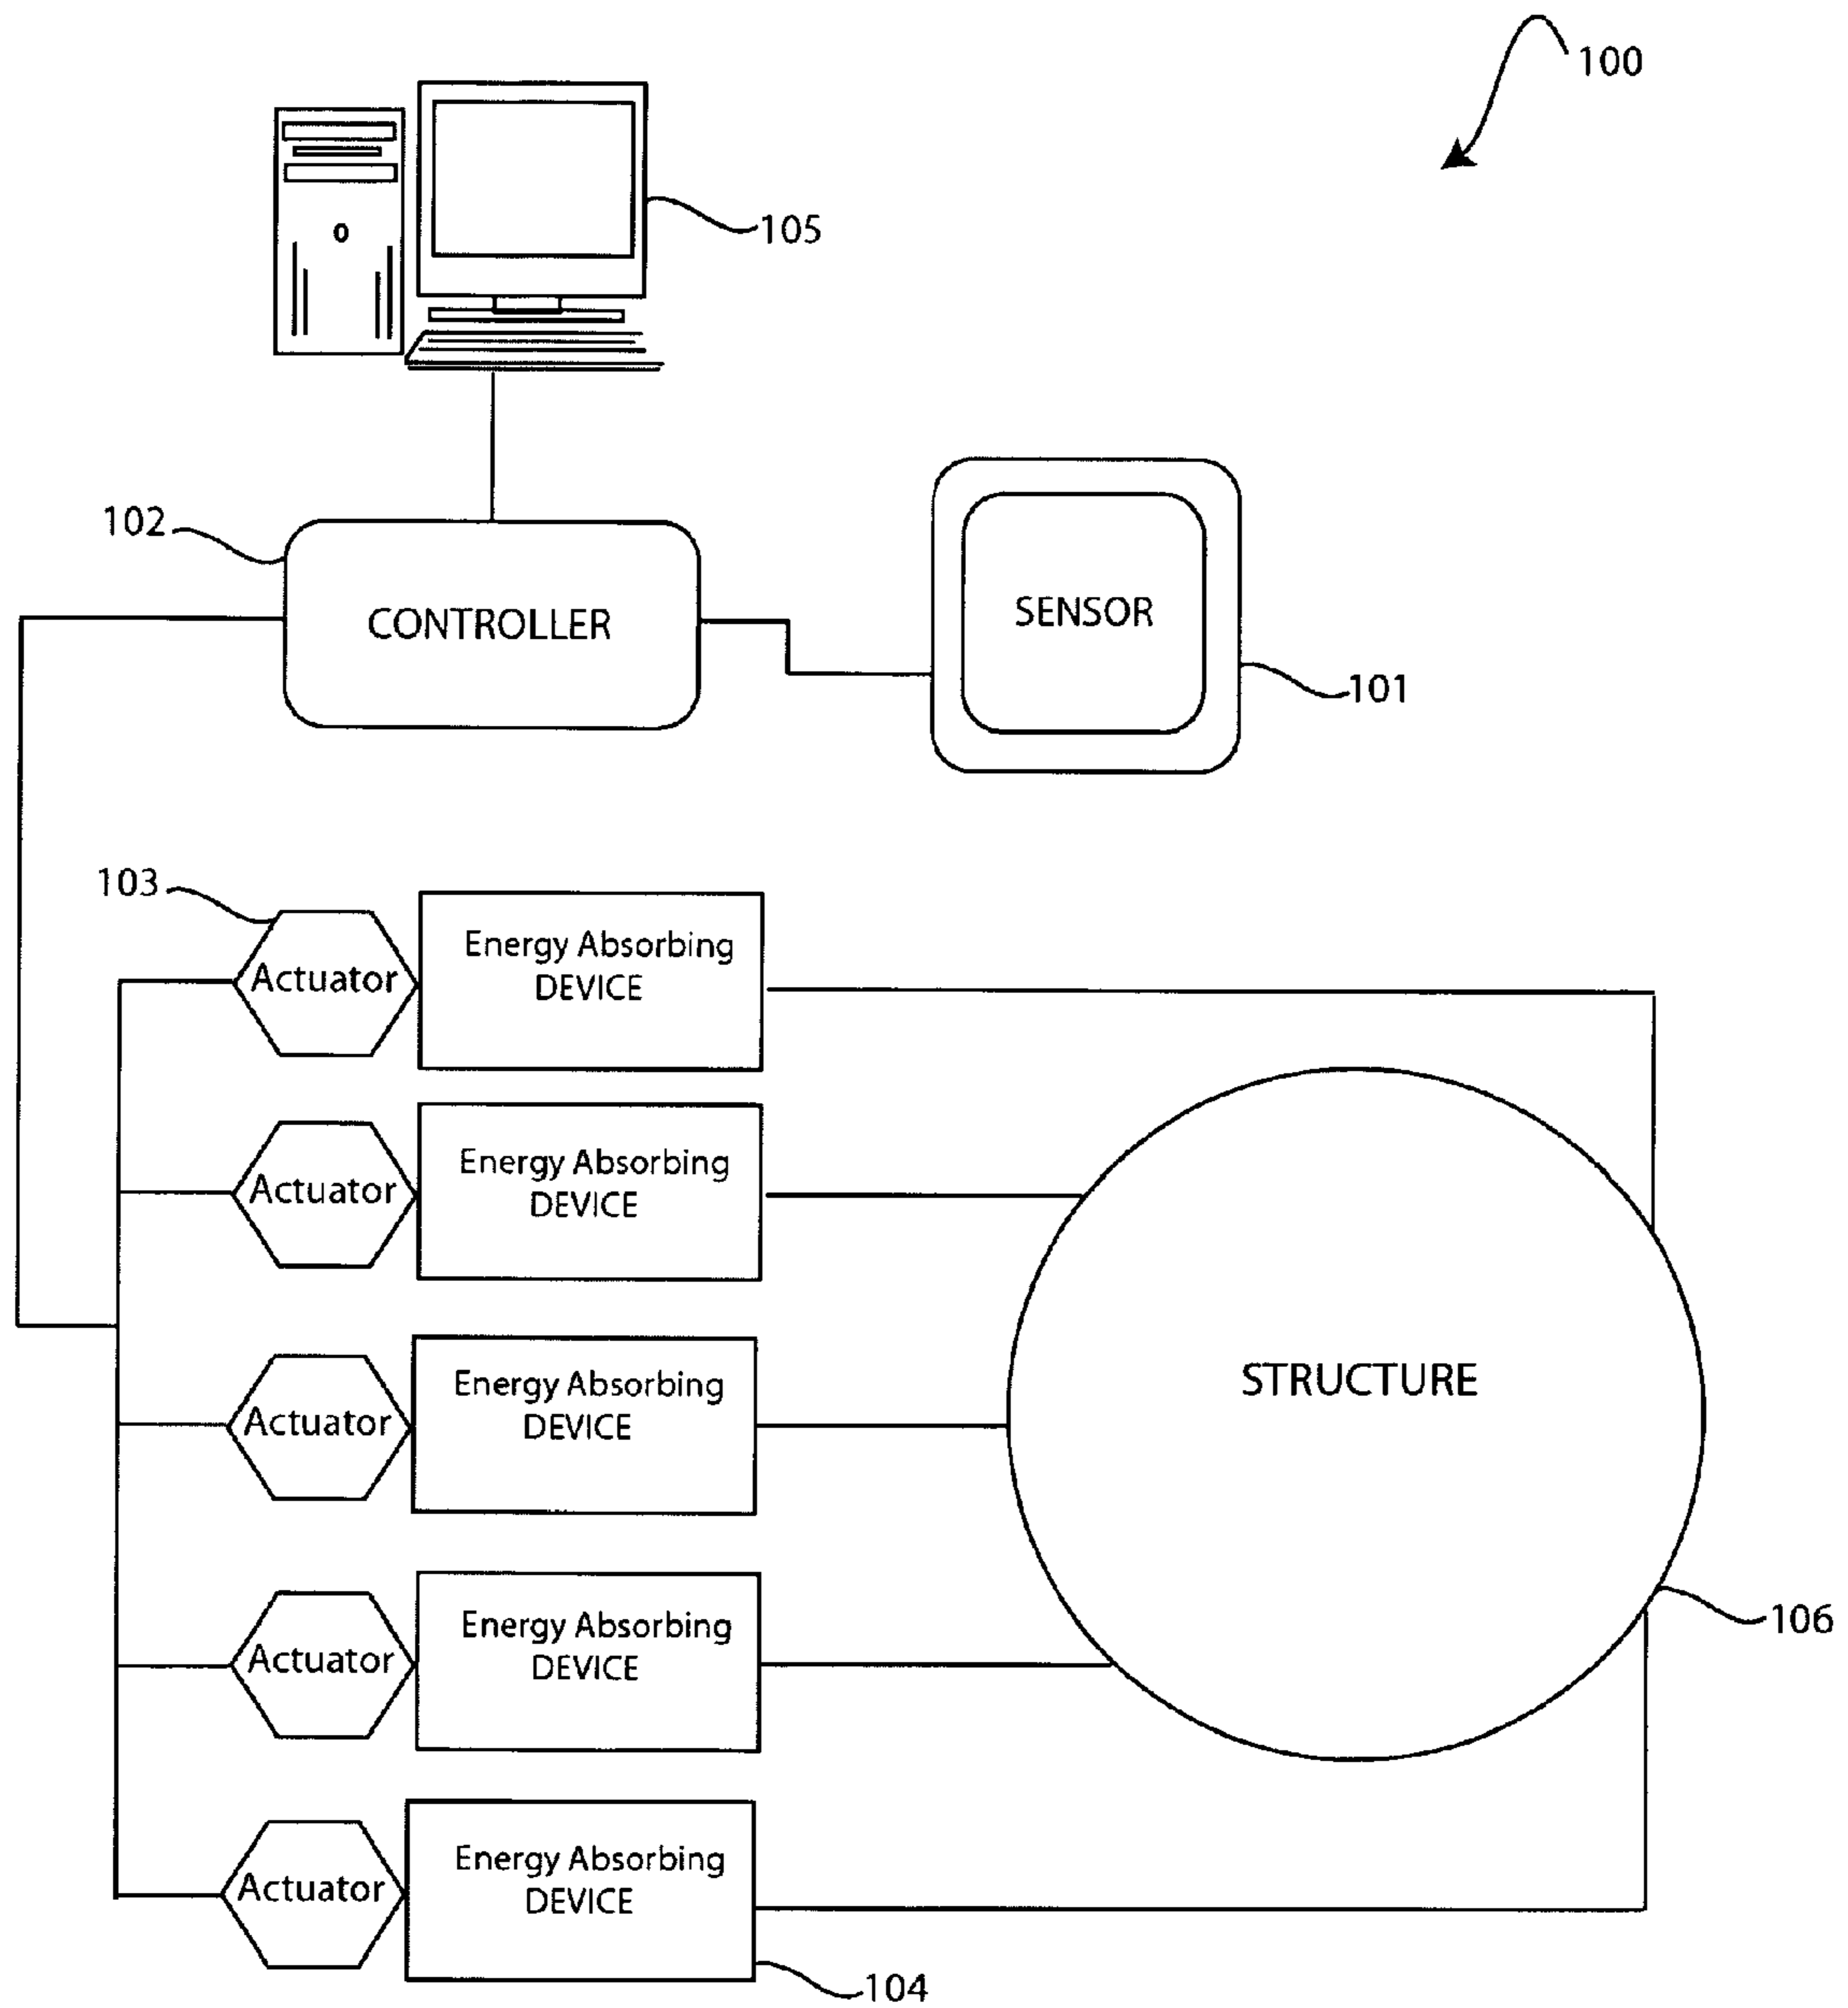 100
105
102
CONTROLLER
SENSOR
101
103
Actuator
Energy Absorbing
DEVICE
Actuator
Energy Absorbing
DEVICE
Actuator
Energy Absorbing
DEVICE
STRUCTURE
Actuator
Energy Absorbing
DEVICE
106
Actuator
Energy Absorbing
DEVICE
104